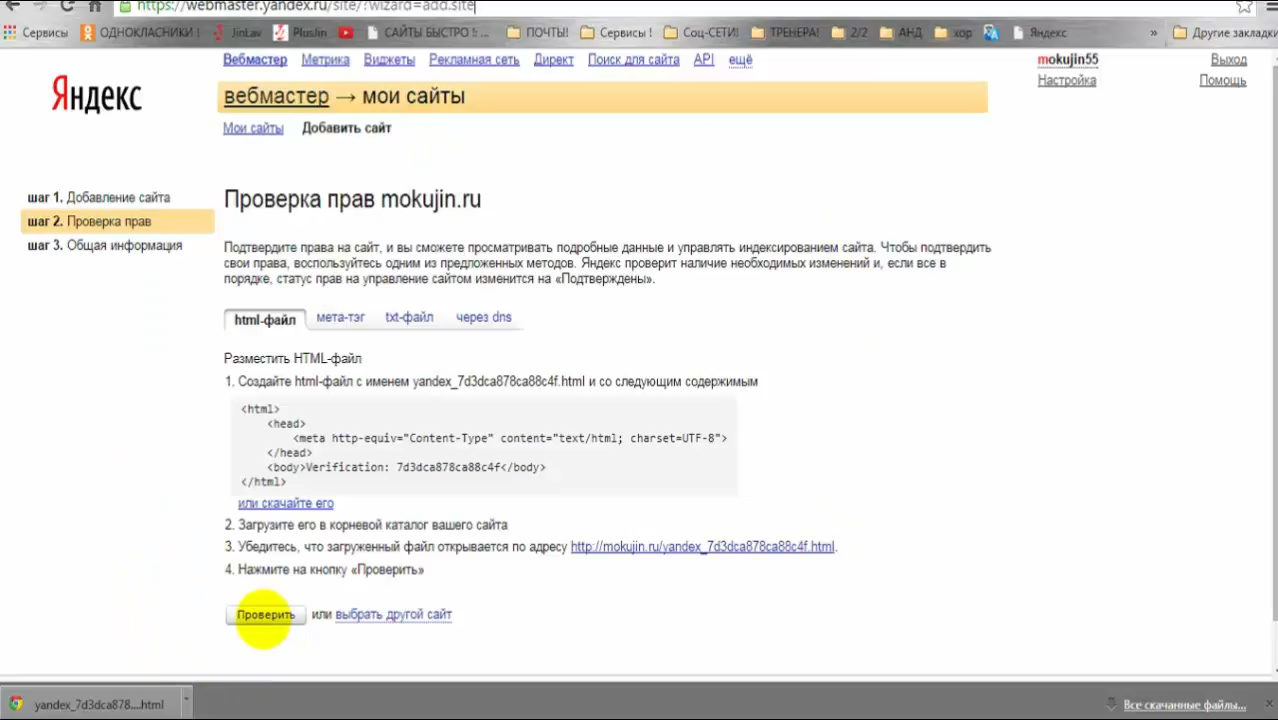 https://webmaster.yandex.ru/site/?wizard=add.site
Сервисы ОДНОКЛАССНИКИ ! JinLav PlusJin САЙТЫ БЫСТРО !... ПОЧТЫ! Сервисы ! Соц-СЕТИ! ТРЕНЕРА! 2/2 АНД хор Яндекс » Другие закладки
Вебмастер Метрика Виджеты Рекламная сеть Директ Поиск для сайта API ещё mokujin55 Выход
Настройка Помощь
Яндекс
вебмастер → мои сайты
Мои сайты Добавить сайт
шаг 1. Добавление сайта
шаг 2. Проверка прав
шаг 3. Общая информация
Проверка прав mokujin.ru
Подтвердите права на сайт, и вы сможете просматривать подробные данные и управлять индексированием сайта. Чтобы подтвердить
свои права, воспользуйтесь одним из предложенных методов. Яндекс проверит наличие необходимых изменений и, если все в
порядке, статус прав на управление сайтом изменится на «Подтверждены».
html-файл мета-тэг txt-файл через dns
Разместить HTML-файл
1. Создайте html-файл с именем yandex_7d3dca878ca88c4f.html и со следующим содержимым
<html>
<head>
<meta http-equiv="Content-Type" content="text/html; charset=UTF-8">
</head>
<body>Verification: 7d3dca878ca88c4f</body>
</html>
или скачайте его
2. Загрузите его в корневой каталог вашего сайта
3. Убедитесь, что загруженный файл открывается по адресу http://mokujin.ru/yandex_7d3dca878ca88c4f.html.
4. Нажмите на кнопку «Проверить»
Проверить или выбрать другой сайт
yandex_7d3dca878....html Все скачанные файлы...